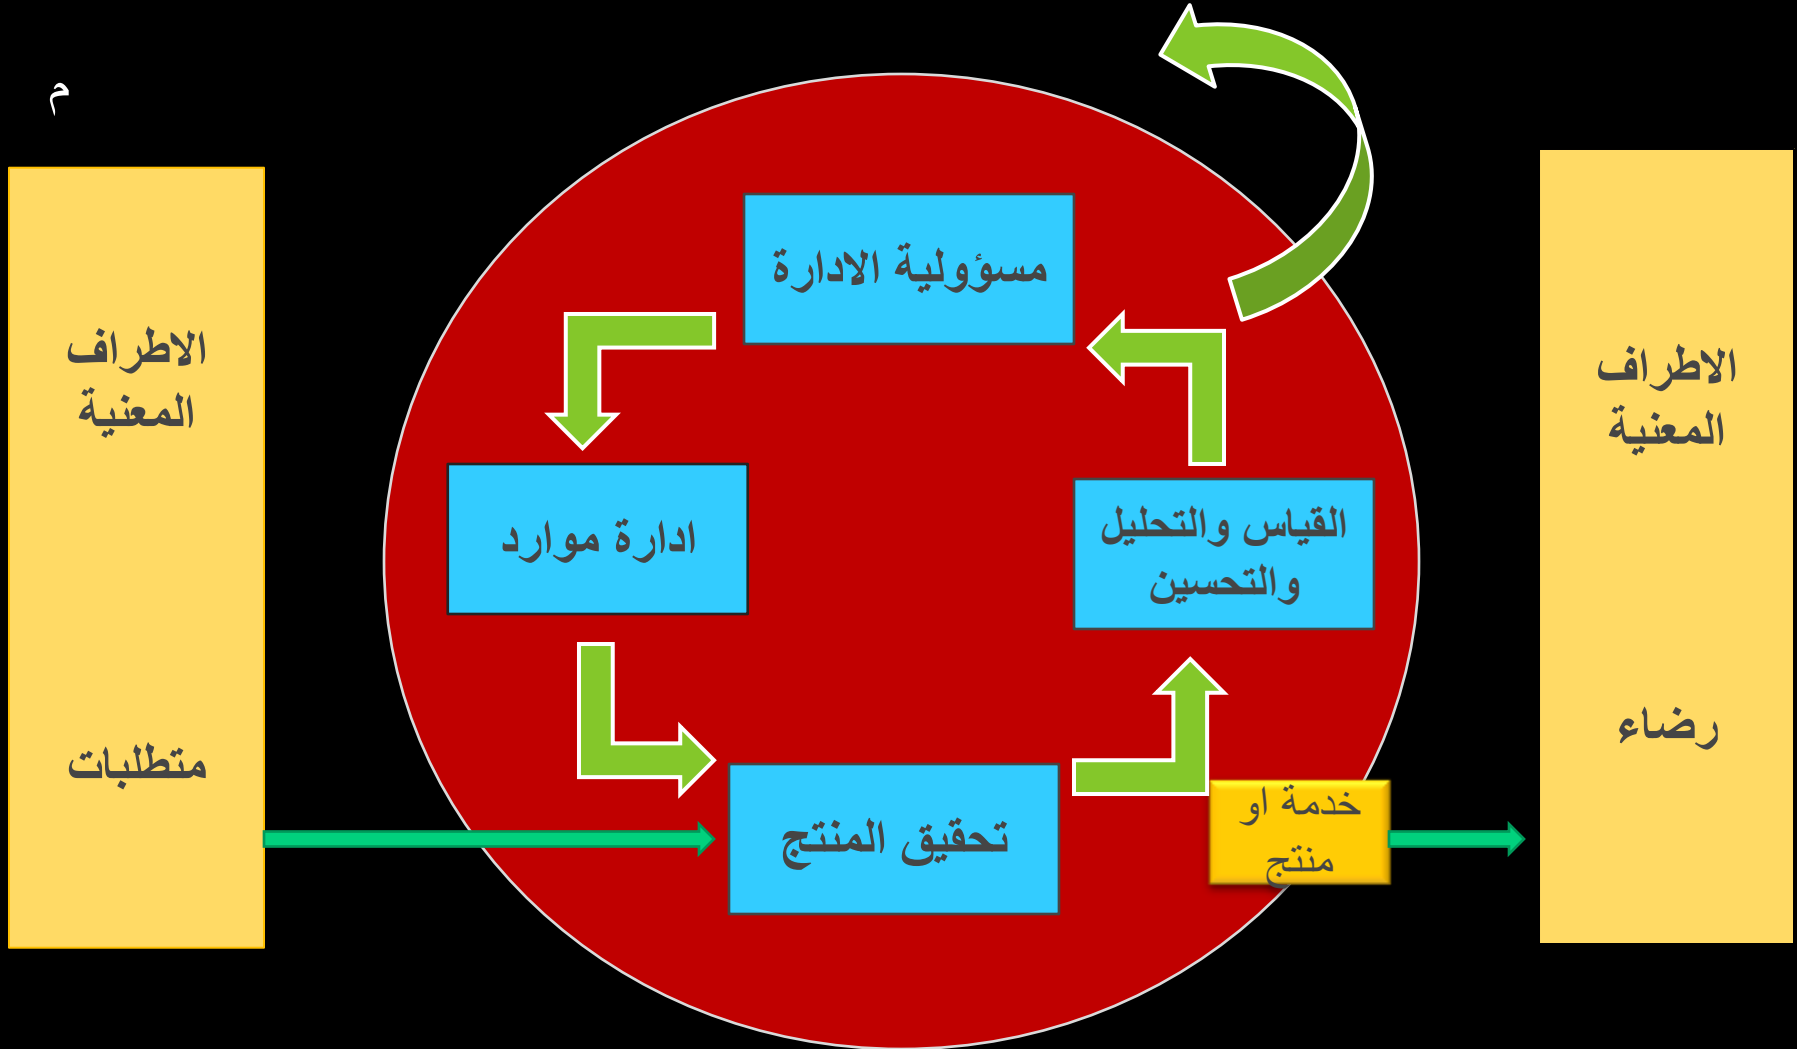 م
مسؤولية الادارة
الاطراف
المعنية
الاطراف
المعنية
القياس والتحليل
والتحسين
ادارة موارد
رضاء
متطلبات
خدمة او
منتج
تحقيق المنتج